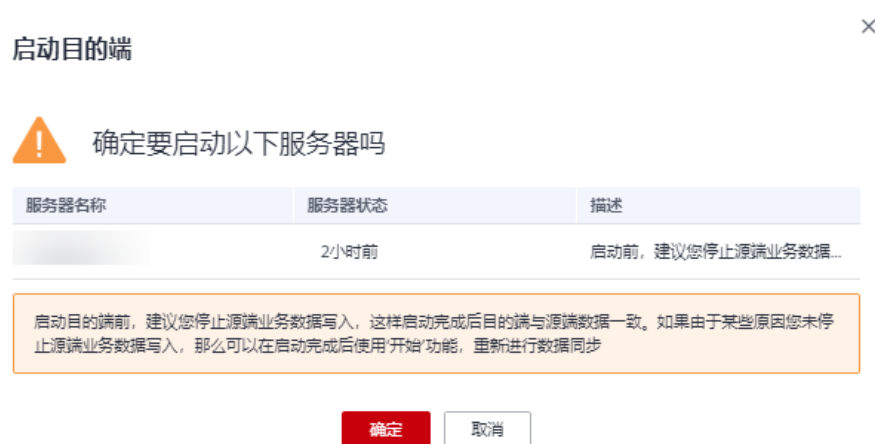 启动目的端
确定要启动以下服务器吗
服务器名称 服务器状态 描述
2小时前 启动前，建议您停止源端业务数据...
启动目的端前，建议您停止源端业务数据写入，这样启动完成后目的端与源端数据一致。如果由于某些原因您未停
止源端业务数据写入，那么可以在启动完成后使用‘开始’功能，重新进行数据同步
确定 取消